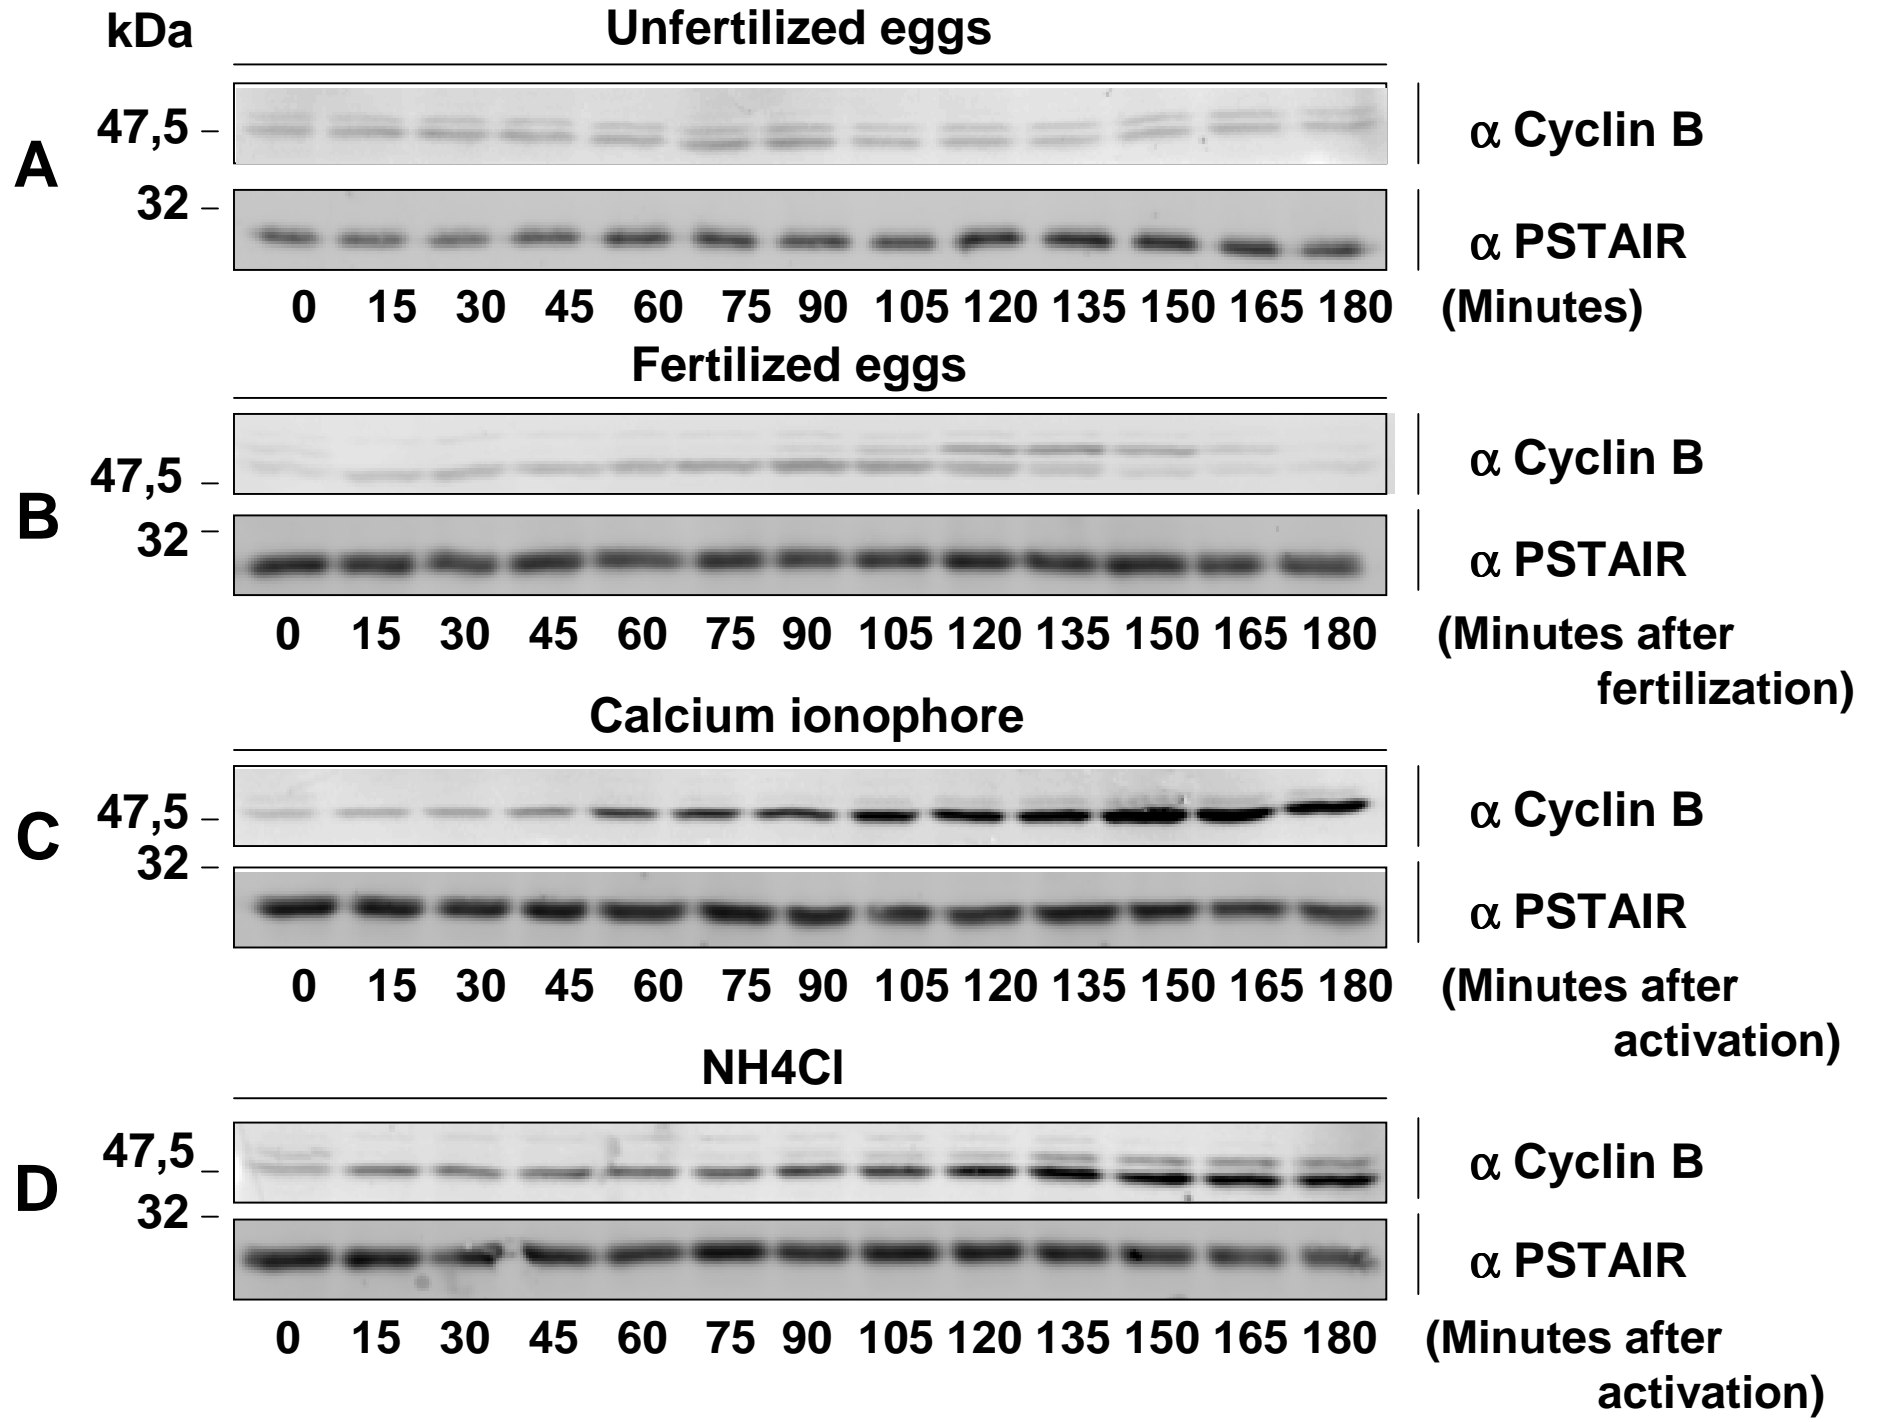 kDa
Unfertilized eggs
A
47,5
α Cyclin B
32
α PSTAIR
0 15 30 45 60 75 90 105 120 135 150 165 180 (Minutes)
Fertilized eggs
B
47,5
α Cyclin B
32
α PSTAIR
0 15 30 45 60 75 90 105 120 135 150 165 180 (Minutes after
fertilization)
Calcium ionophore
C
47,5
α Cyclin B
32
α PSTAIR
0 15 30 45 60 75 90 105 120 135 150 165 180 (Minutes after
activation)
NH4Cl
D
47,5
α Cyclin B
32
α PSTAIR
0 15 30 45 60 75 90 105 120 135 150 165 180 (Minutes after
activation)